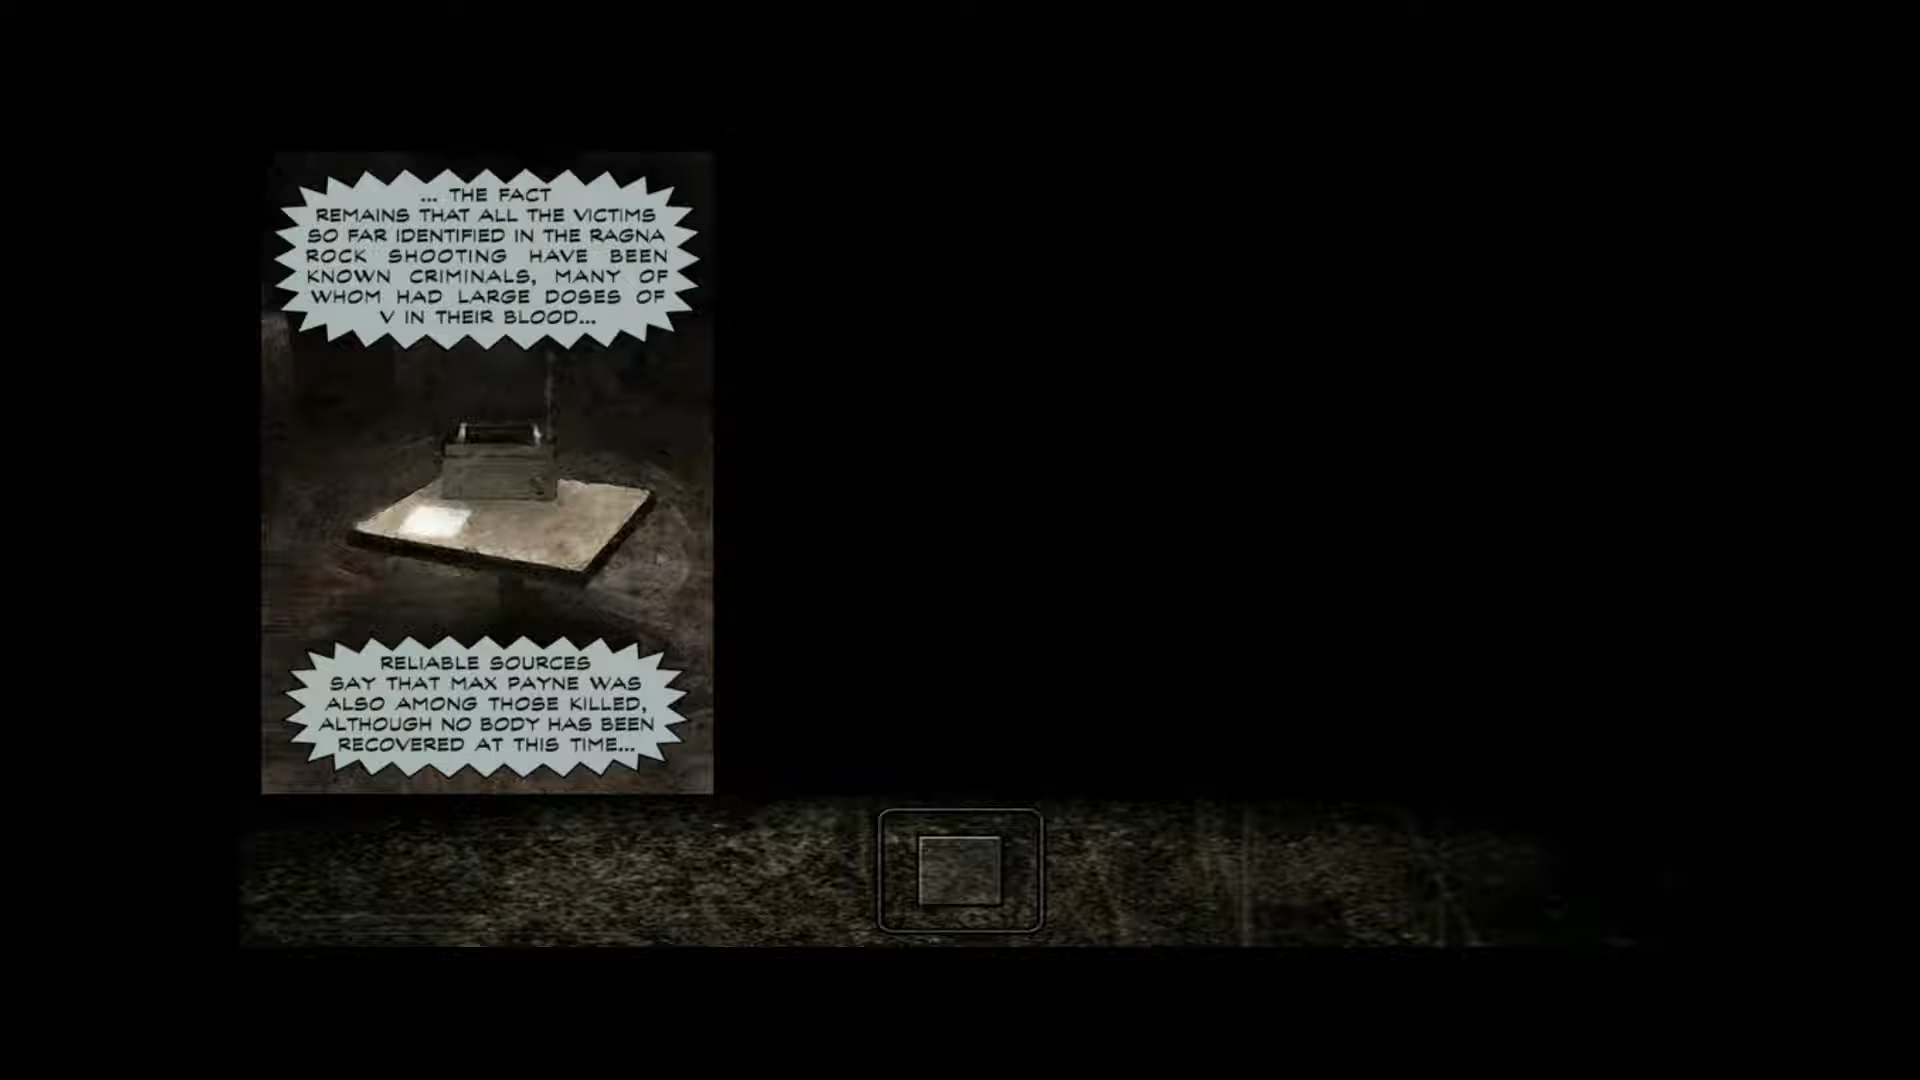 ... THE FACT
REMAINS THAT ALL THE VICTIMS
SO FAR IDENTIFIED IN THE RAGNA
ROCK SHOOTING HAVE BEEN
KNOWN CRIMINALS, MANY OF
WHOM HAD LARGE DOSES OF
V IN THEIR BLOOD...
RELIABLE SOURCES
SAY THAT MAX PAYNE WAS
ALSO AMONG THOSE KILLED,
ALTHOUGH NO BODY HAS BEEN
RECOVERED AT THIS TIME...